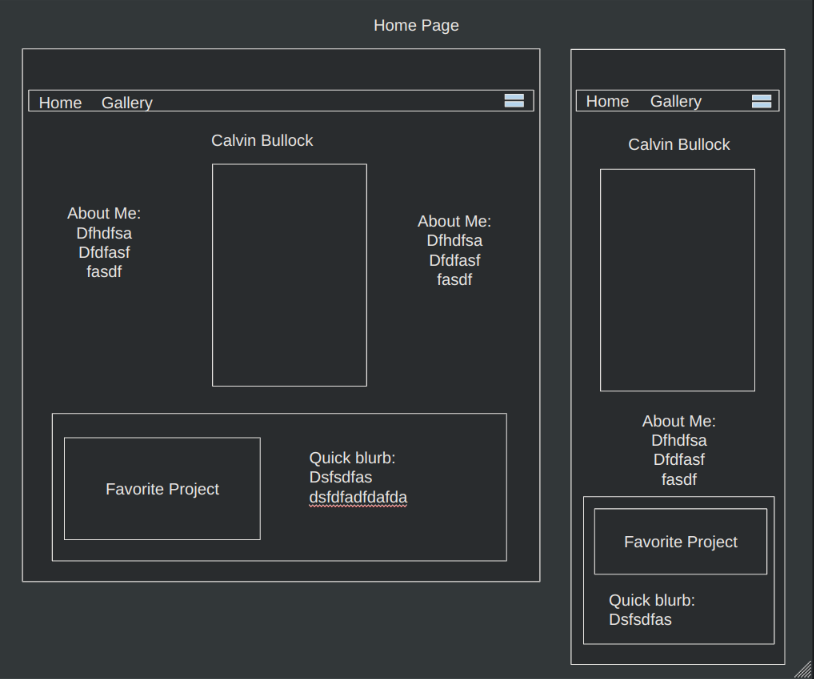 Home Page
Home Gallery
Calvin Bullock
About Me:
Dfhdfsa
Dfdfasf
fasdf
About Me:
Dfhdfsa
Dfdfasf
fasdf
Favorite Project
Quick blurb:
Dsfsdfas
dsfdfadfdafda
Home Gallery
Calvin Bullock
About Me:
Dfhdfsa
Dfdfasf
fasdf
Favorite Project
Quick blurb:
Dsfsdfas